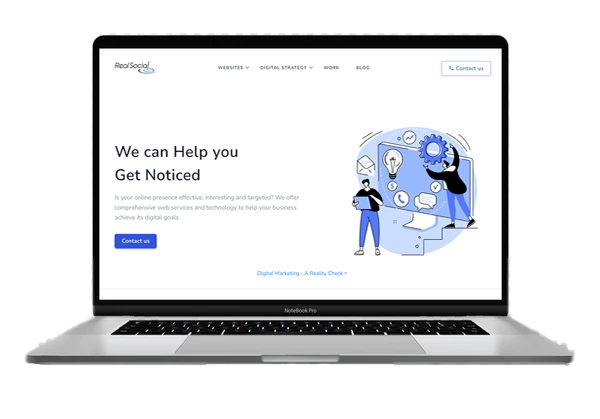 RealSocial
WEBSITES DIGITAL STRATEGY WORK BLOG
Contact us
We can Help you
Get Noticed
Is your online presence effective, interesting and targeted? We offer
comprehensive web services and technology to help your business
achieve its digital goals.
Contact us
Digital Marketing - A Reality Check
NoteBook Pro